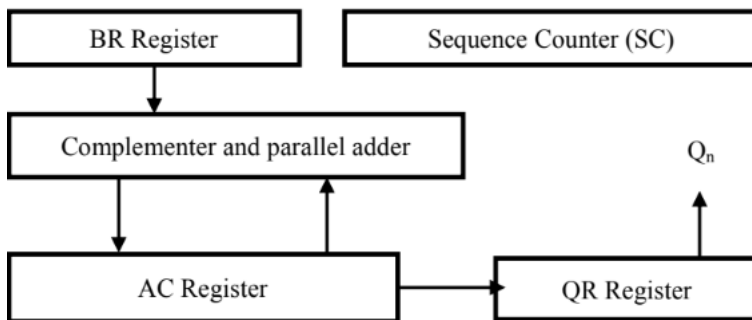 BR Register
Sequence Counter (SC)
Complementer and parallel adder
Qn
AC Register
QR Register